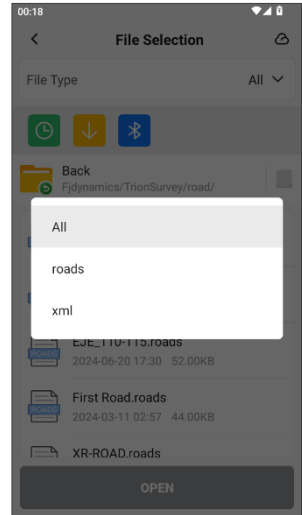 00:18
File Selection
File Type
All
Back
Fjdynamics/TrionSurvey/road/
All
roads
xml
EJE_110-115.roads
ROADS
2024-06-20 17:30 52.00KB
First Road.roads
ROADS
2024-03-11 02:57 44.00KB
XR-ROAD.roads
OPEN